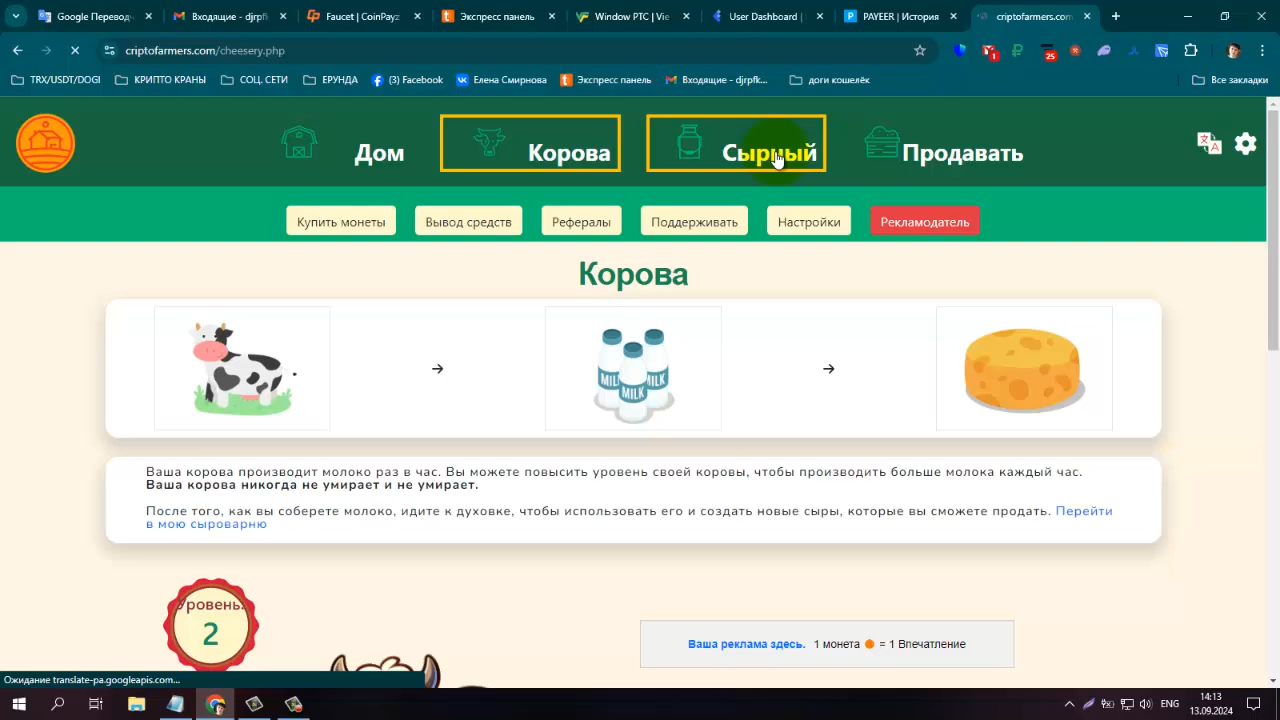 Google Перевод
Входящие - djrpf
Faucet | CoinPayz
Экспресс панель
Window PTC | Vie
User Dashboard |
PAYEER | История
criptofarmers.com
criptofarmers.com/cheesery.php
1
25
TRX/USDT/DOGI
КРИПТО КРАНЫ
СОЦ. СЕТИ
ЕРУНДА
(3) Facebook
Елена Смирнова
Экспресс панель
Входящие - djrpfk...
доги кошелёк
Все закладки
Дом
Корова
Сырный
Продавать
Купить монеты
Вывод средств
Рефералы
Поддерживать
Настройки
Рекламодатель
Корова
MILK
MILK
MILK
Ваша корова производит молоко раз в час. Вы можете повысить уровень своей коровы, чтобы производить больше молока каждый час.
Ваша корова никогда не умирает и не умирает.
После того, как вы соберете молоко, идите к духовке, чтобы использовать его и создать новые сыры, которые вы сможете продать. Перейти
в мою сыроварню
Уровень:
2
Ваша реклама здесь. 1 монета = 1 Впечатление
Ожидание translate-pa.googleapis.com...
ENG
14:13
13.09.2024